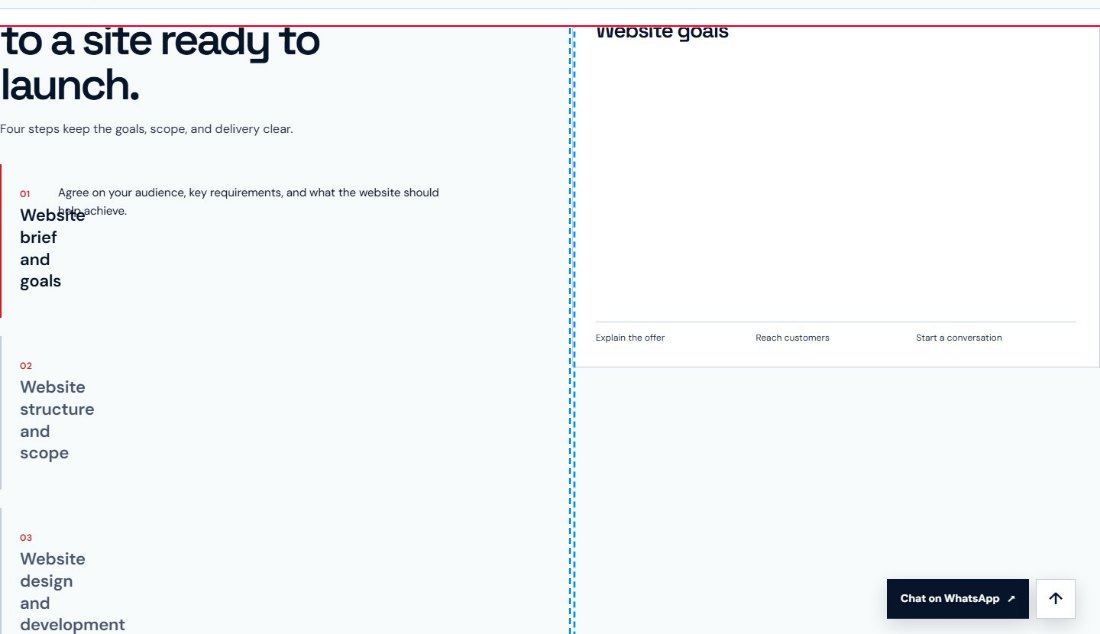 to a site ready to
launch.
Four steps keep the goals, scope, and delivery clear.
01
Agree on your audience, key requirements, and what the website should
help achieve.
Website
brief
and
goals
02
Website
structure
and
scope
03
Website
design
and
development
Website goals
Explain the offer
Reach customers
Start a conversation
Chat on WhatsApp ↗